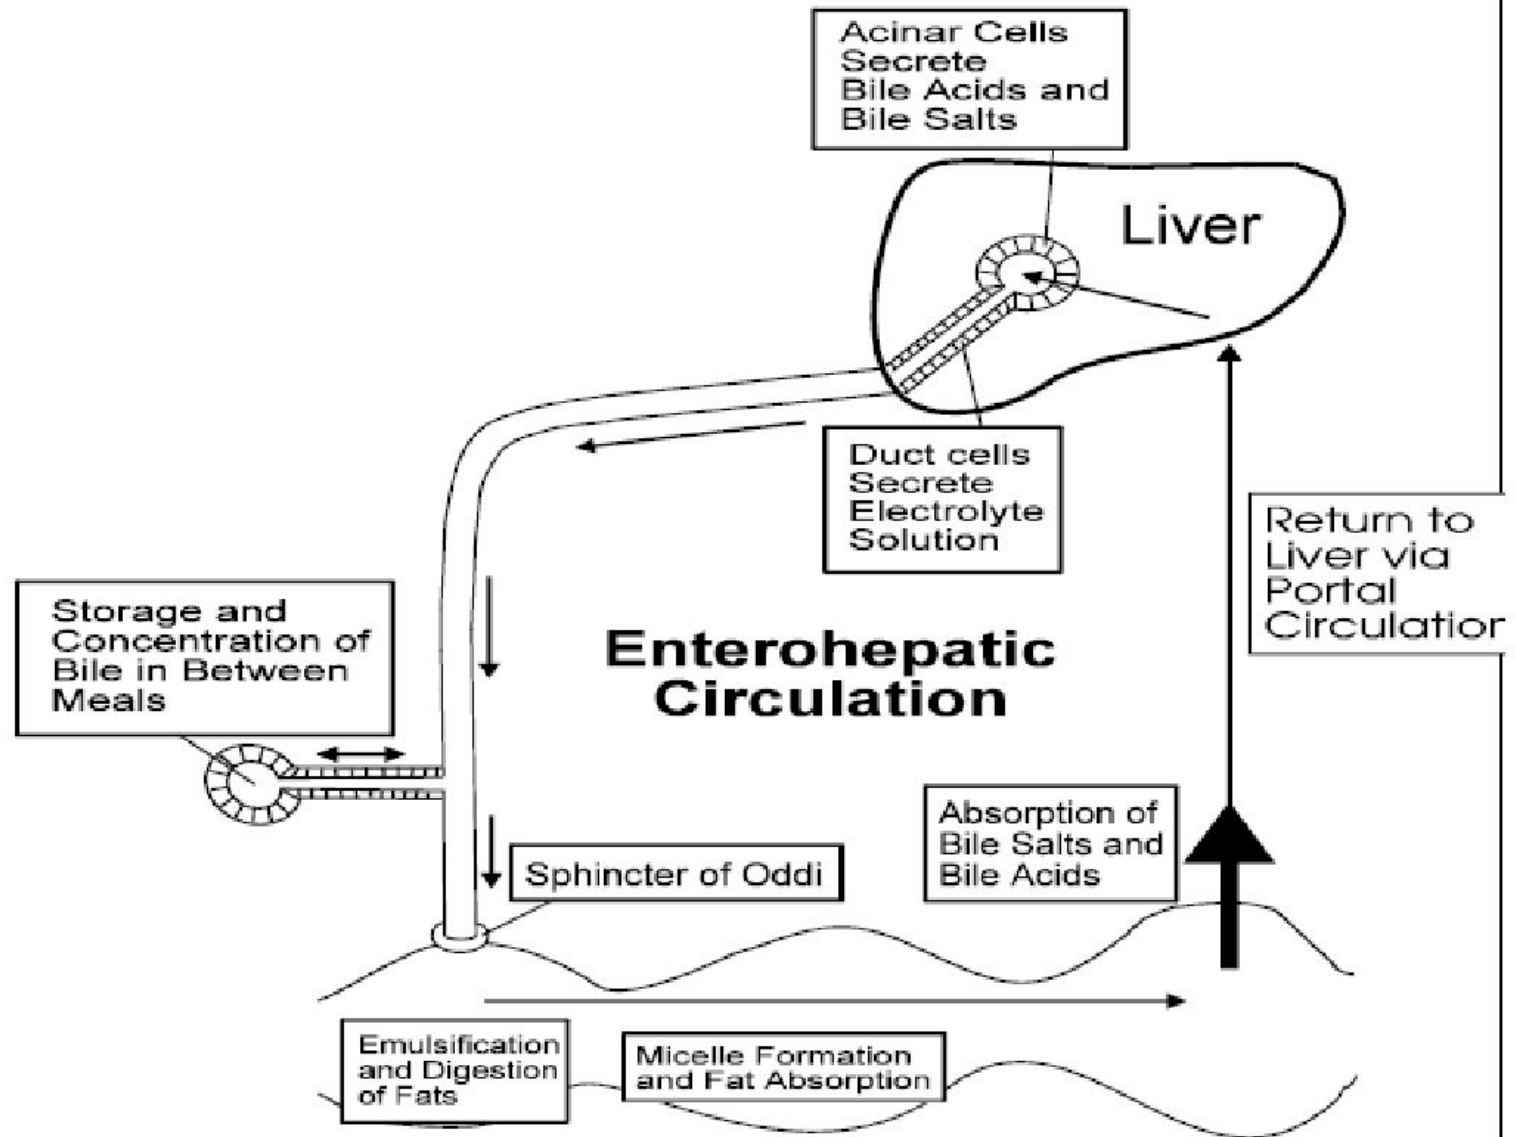 Acinar Cells
Secrete
Bile Acids and
Bile Salts
Liver
Duct cells
Secrete
Electrolyte
Solution
Return to
Liver via
Portal
Circulation
Storage and
Concentration of
Bile in Between
Meals
Enterohepatic
Circulation
Absorption of
Bile Salts and
Bile Acids
Sphincter of Oddi
Emulsification
and Digestion
of Fats
Micelle Formation
and Fat Absorption